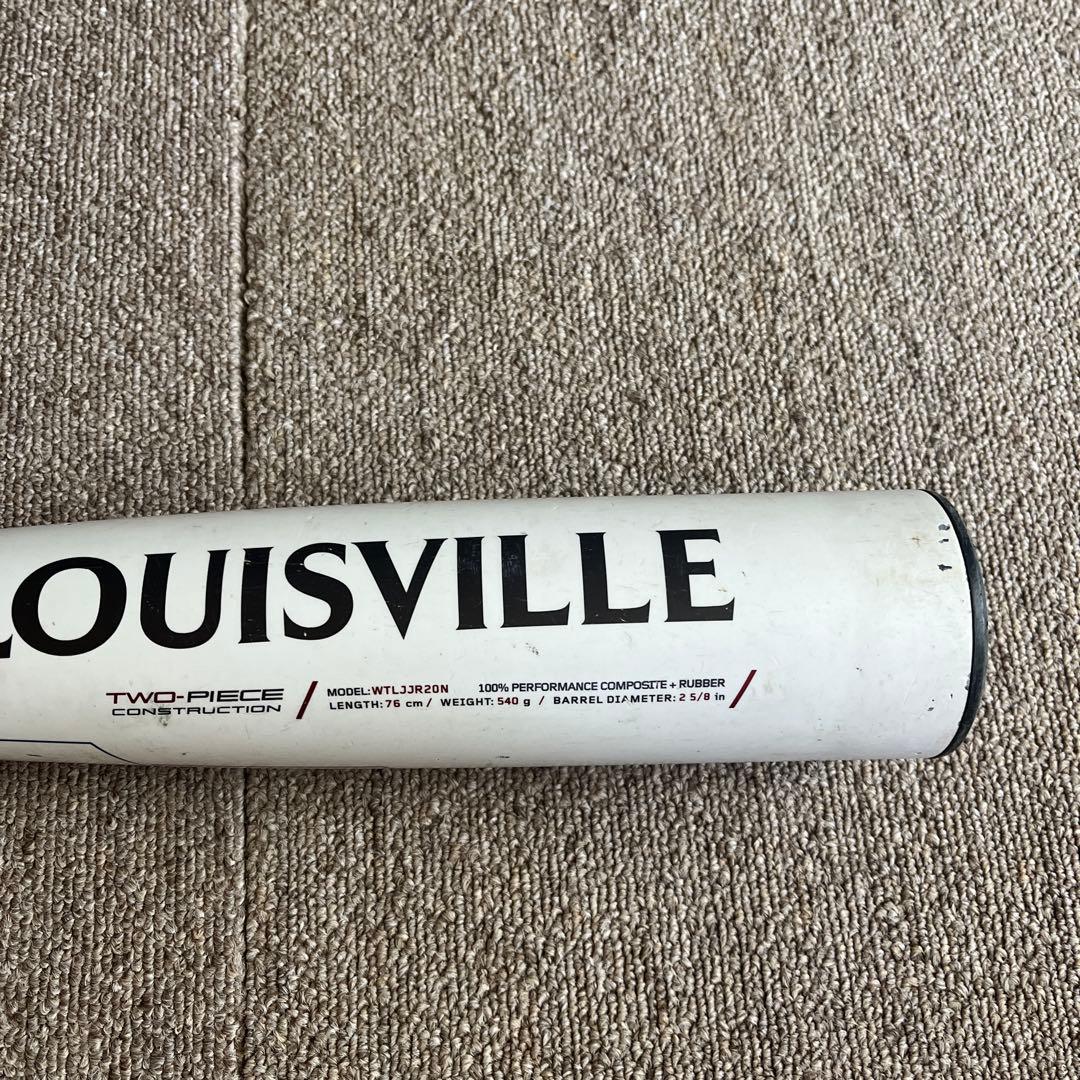 LOUISVILLE
TWO-PIECE
CONSTRUCTION
MODEL:WTLJJR20N 100% PERFORMANCE COMPOSITE + RUBBER
LENGTH: 76 cm / WEIGHT: 540 g / BARREL DIAMETER: 2 5/8 in